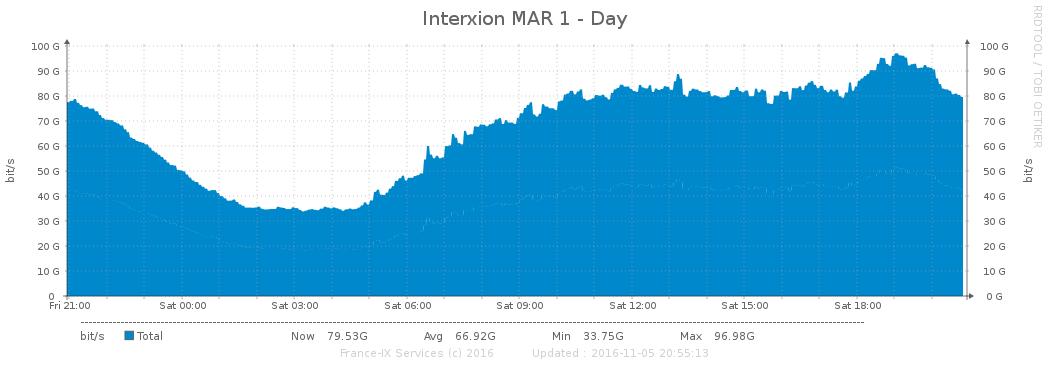 Interxion MAR 1 - Day
RRDTOOL / TOBI OETIKER
bit/s
100 G 100 G
90 G 90 G
80 G 80 G
70 G 70 G
60 G 60 G
50 G 50 G
40 G 40 G
30 G 30 G
20 G 20 G
10 G 10 G
0 0 G
bit/s
Fri 21:00 Sat 00:00 Sat 03:00 Sat 06:00 Sat 09:00 Sat 12:00 Sat 15:00 Sat 18:00
bit/s Total Now 79.53G Avg 66.92G Min 33.75G Max 96.98G
France-IX Services (c) 2016 Updated : 2016-11-05 20:55:13